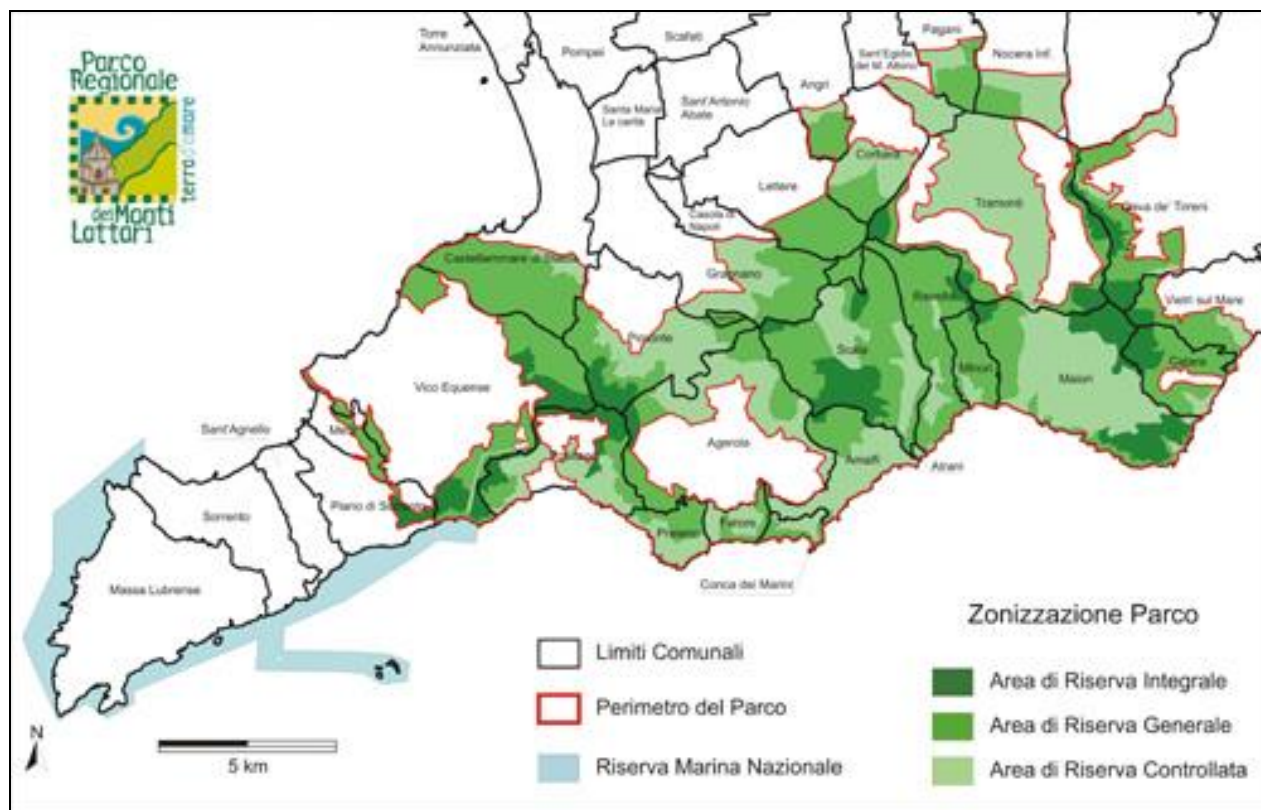 Parco
Regionale
terra d'amare
dei Monti
Lattari
Torre
Annunziata
Pompei
Scafati
Pagani
Sant'Egidio
del M. Albino
Nocera Inf.
Angri
Santa Maria
La carità
Sant'Antonio
Abate
Corbara
Lettere
Casola di
Napoli
Tramonti
Cava de' Tirreni
Castellammare di Stabia
Gragnano
Ravello
Vietri sul Mare
Pimonte
Scala
Minori
Maiori
Cetara
Vico Equense
Sant'Agnello
Agerola
Amalfi
Atrani
Piano di Sorrento
Sorrento
Furore
Conca dei Marini
Massa Lubrense
Zonizzazione Parco
Limiti Comunali
Perimetro del Parco
Riserva Marina Nazionale
Area di Riserva Integrale
Area di Riserva Generale
Area di Riserva Controllata
N
5 km